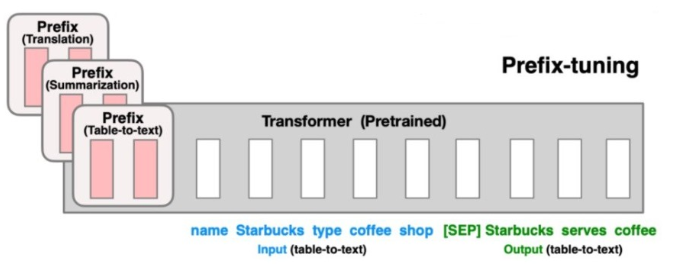 Prefix
(Translation)
Prefix
(Summarization)
Prefix
(Table-to-text)
Prefix-tuning
Transformer (Pretrained)
name Starbucks type coffee shop [SEP] Starbucks serves coffee
Input (table-to-text)
Output (table-to-text)